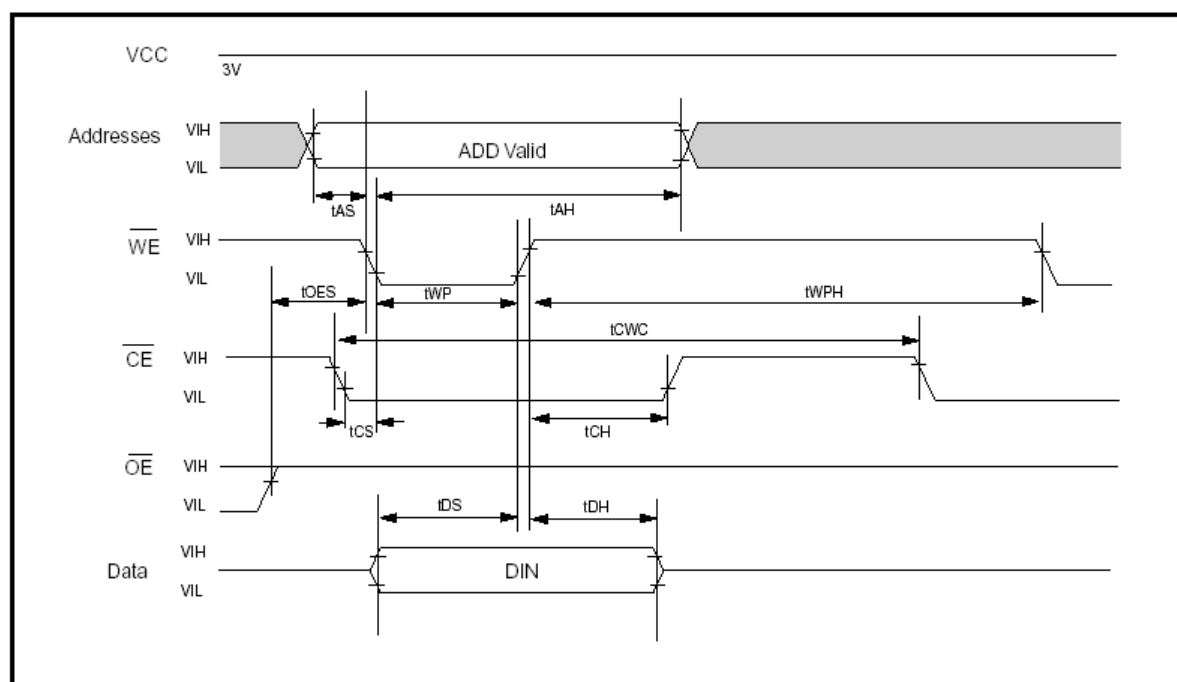 VCC
3V
Addresses VIH
VIL
ADD Valid
tAS tAH
WE VIH
VIL
tOES tWP tWPH
tCWC
CE VIH
VIL
tCS tCH
OE VIH
VIL
tDS tDH
VIH
Data DIN
VIL